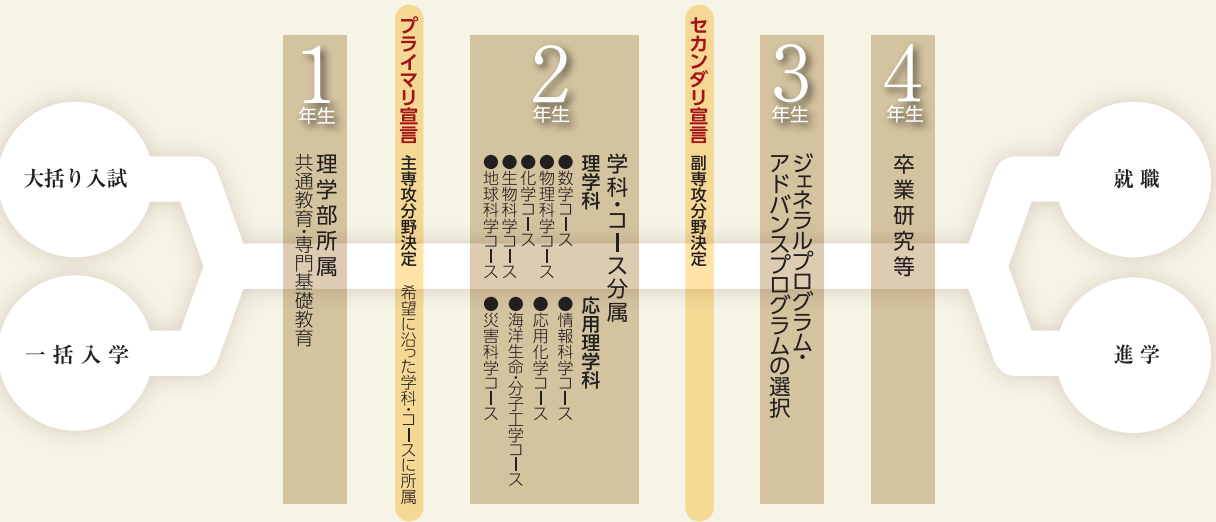 大括り入試
一括入学
1
年生
理学部所属
共通教育・専門基礎教育
プライマリ宣言 主専攻分野決定 希望に沿った学科・コースに所属
2
年生
学科・コース分属
理学科
●数学コース
●物理科学コース
●化学コース
●生物科学コース
●地球科学コース
応用理学科
●情報科学コース
●応用化学コース
●海洋生命・分子工学コース
●災害科学コース
セカンダリ宣言 副専攻分野決定
3
年生
ジェネラルプログラム・
アドバンスプログラムの選択
4
年生
卒業研究等
就職
進学